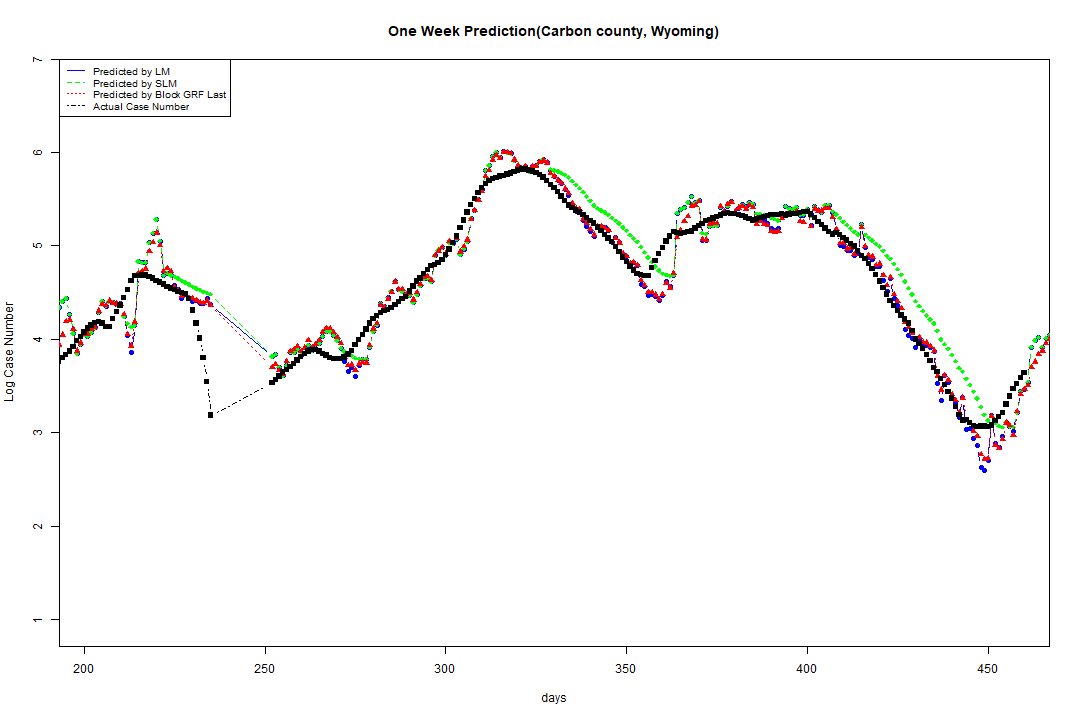 One Week Prediction(Carbon county, Wyoming)
Predicted by LM
Predicted by SLM
Predicted by Block GRF Last
Actual Case Number
7
6
5
4
3
2
1
Log Case Number
200 250 300 350 400 450
days